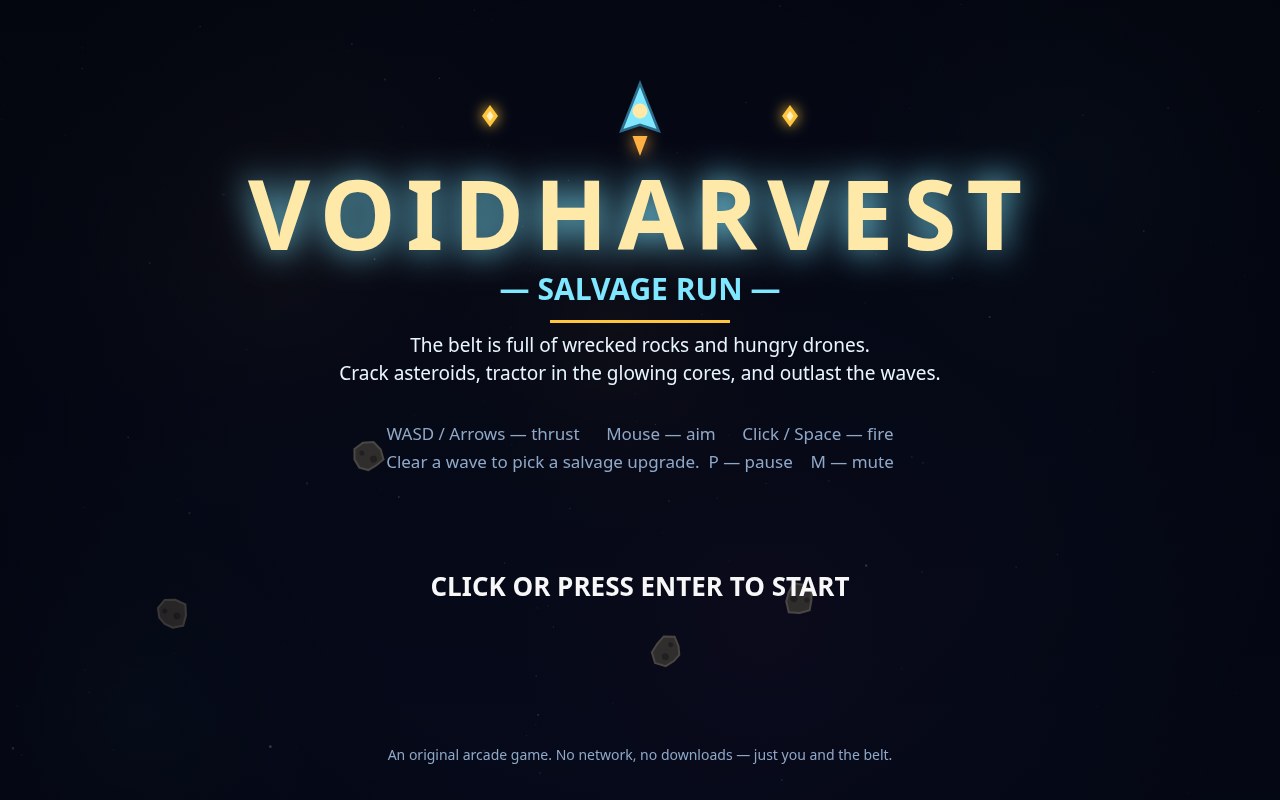 VOIDHARVEST
— SALVAGE RUN —
The belt is full of wrecked rocks and hungry drones.
Crack asteroids, tractor in the glowing cores, and outlast the waves.
WASD / Arrows — thrust Mouse — aim Click / Space — fire
Clear a wave to pick a salvage upgrade. P — pause M — mute
CLICK OR PRESS ENTER TO START
An original arcade game. No network, no downloads — just you and the belt.